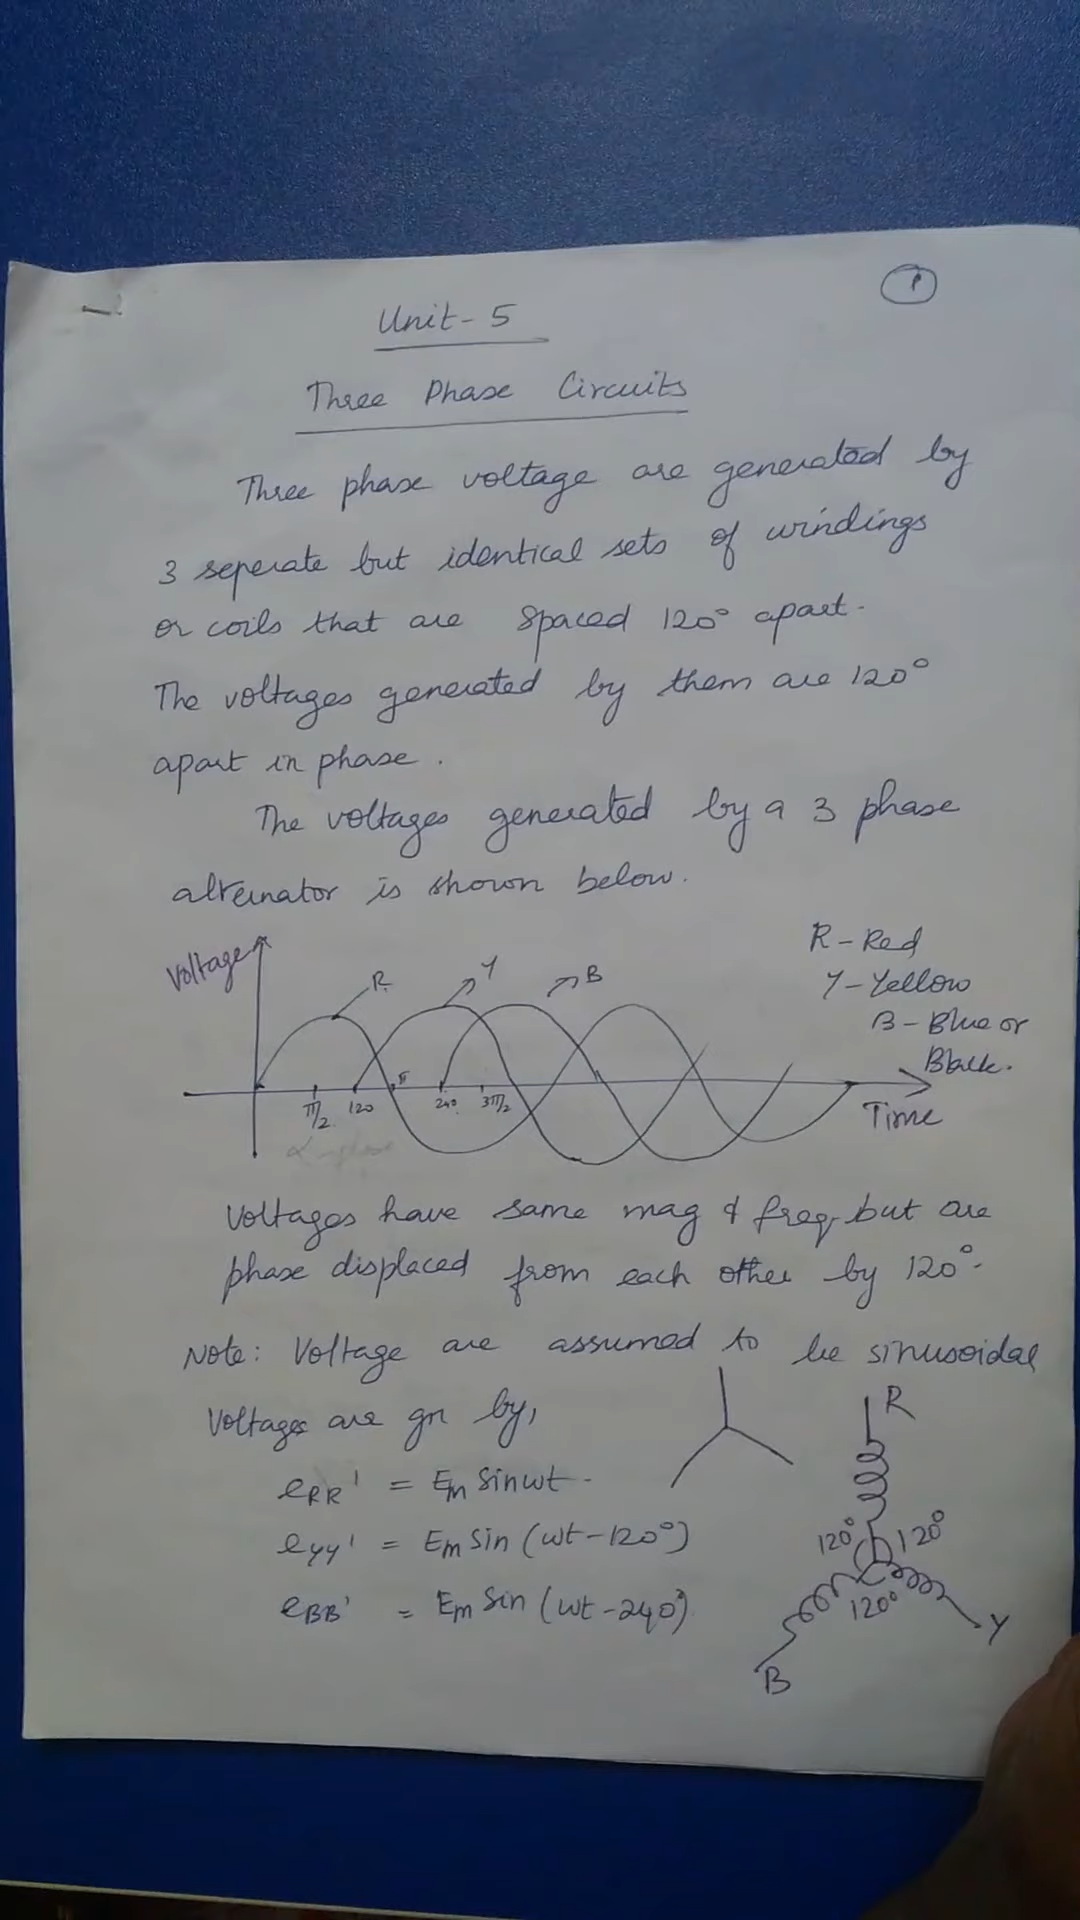 1
Unit - 5
Three Phase Circuits
Three phase voltage are generated by
3 seperate but identical sets of windings
or coils that are spaced 120° apart.
The voltages generated by them are 120°
apart in phase.
The voltages generated by a 3 phase
alternator is shown below.
Voltage
R
Y
B
R - Red
Y - Yellow
B - Blue or
Black.
π/2
120
π
240
3π/2
Time
Voltages have same mag & freq, but are
phase displaced from each other by 120°.
Note: Voltage are assumed to be sinusoidal
Voltages are gn by,
eRR' = Em Sin wt.
eYY' = Em Sin (wt - 120°)
eBB' = Em Sin (wt - 240°)
R
120° 120°
120°
Y
B